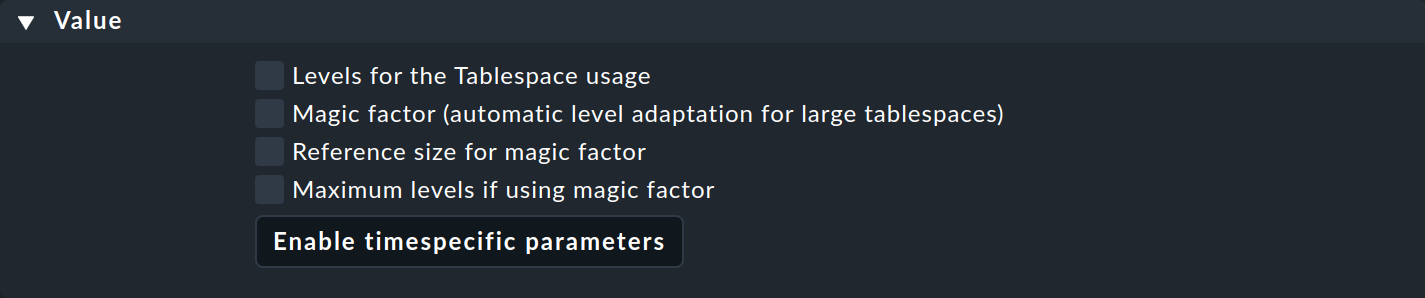 Value
Levels for the Tablespace usage
Magic factor (automatic level adaptation for large tablespaces)
Reference size for magic factor
Maximum levels if using magic factor
Enable timespecific parameters